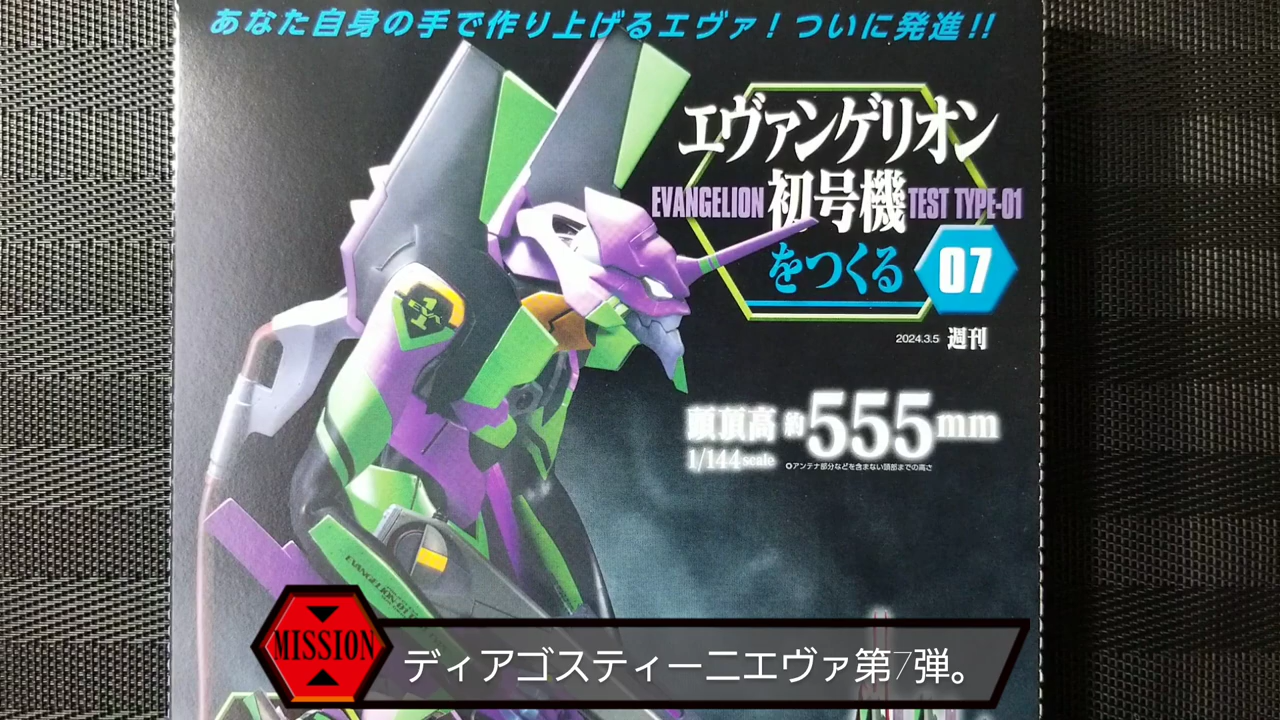 あなた自身の手で作り上げるエヴァ！ついに発進!!
エヴァンゲリオン
EVANGELION 初号機 TEST TYPE-01
をつくる 07
2024.3.5 週刊
頭頂高 約555mm
1/144scale
アンテナ部分などを含まない頭部までの高さ
EVA
1
MISSION
ディアゴスティーニエヴァ第7弾。